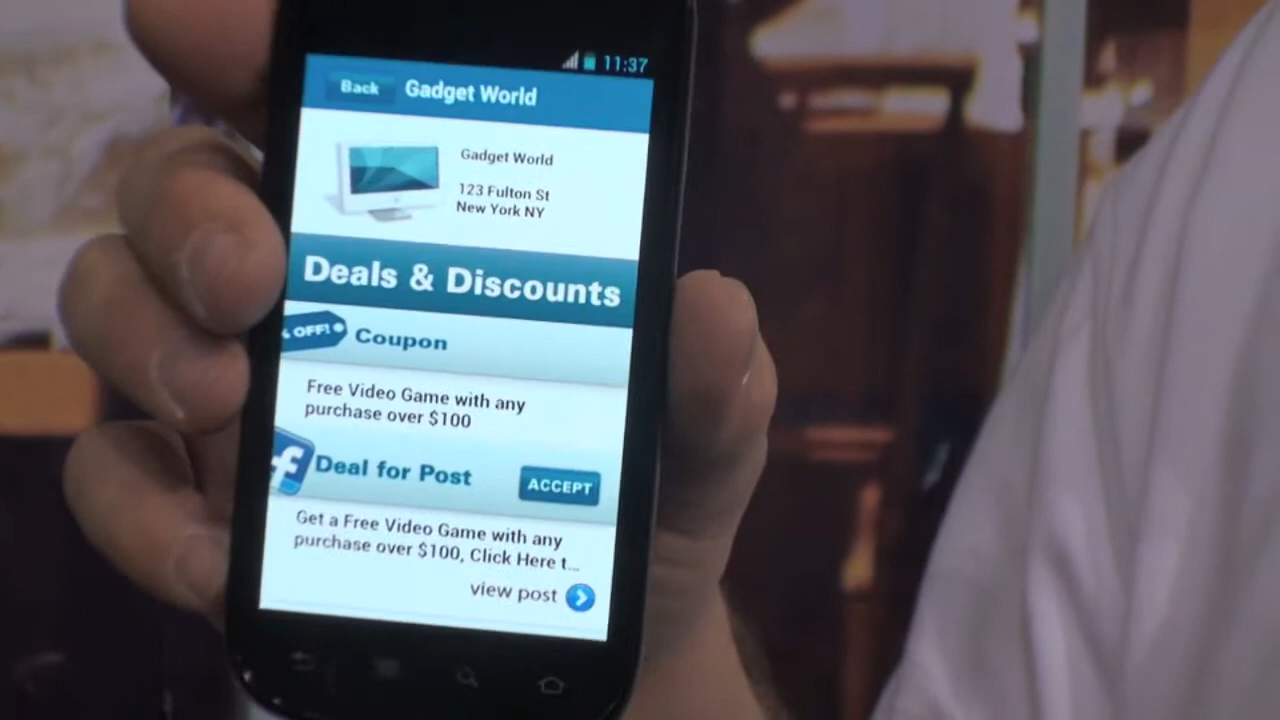 11:37
Back Gadget World
Gadget World
123 Fulton St
New York NY
Deals & Discounts
OFF! Coupon
Free Video Game with any
purchase over $100
f Deal for Post ACCEPT
Get a Free Video Game with any
purchase over $100, Click Here t...
view post